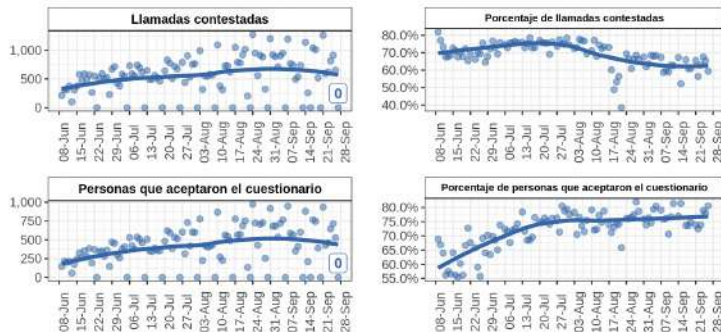 Llamadas contestadas
1,000
500
0
0
08-Jun
15-Jun
22-Jun
29-Jun
06-Jul
13-Jul
20-Jul
27-Jul
03-Aug
10-Aug
17-Aug
24-Aug
31-Aug
07-Sep
14-Sep
21-Sep
28-Sep
Porcentaje de llamadas contestadas
80.0%
70.0%
60.0%
50.0%
40.0%
08-Jun
15-Jun
22-Jun
29-Jun
06-Jul
13-Jul
20-Jul
27-Jul
03-Aug
10-Aug
17-Aug
24-Aug
31-Aug
07-Sep
14-Sep
21-Sep
28-Sep
Personas que aceptaron el cuestionario
1,000
750
500
250
0
0
08-Jun
15-Jun
22-Jun
29-Jun
06-Jul
13-Jul
20-Jul
27-Jul
03-Aug
10-Aug
17-Aug
24-Aug
31-Aug
07-Sep
14-Sep
21-Sep
28-Sep
Porcentaje de personas que aceptaron el cuestionario
80.0%
75.0%
70.0%
65.0%
60.0%
55.0%
08-Jun
15-Jun
22-Jun
29-Jun
06-Jul
13-Jul
20-Jul
27-Jul
03-Aug
10-Aug
17-Aug
24-Aug
31-Aug
07-Sep
14-Sep
21-Sep
28-Sep